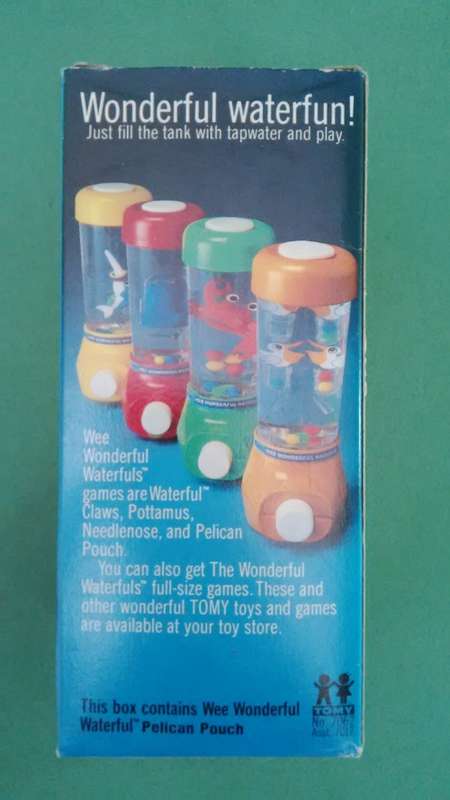 Wonderful waterfun!
Just fill the tank with tapwater and play.
Wee
Wonderful
Waterfuls™
games are Waterful™
Claws, Pottamus,
Needlenose, and Pelican
Pouch.
You can also get The Wonderful
Waterfuls™ full-size games. These and
other wonderful TOMY toys and games
are available at your toy store.
This box contains Wee Wonderful
Waterful™ Pelican Pouch
TOMY
No.
Asst.